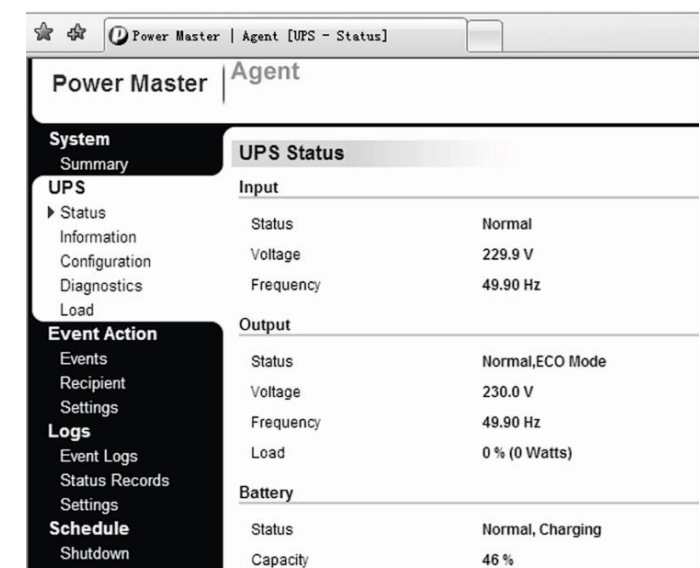 Power Master | Agent [UPS - Status]
Power Master
Agent
System
Summary
UPS
Status
Information
Configuration
Diagnostics
Load
Event Action
Events
Recipient
Settings
Logs
Event Logs
Status Records
Settings
Schedule
Shutdown
UPS Status
Input
Status Normal
Voltage 229.9 V
Frequency 49.90 Hz
Output
Status Normal,ECO Mode
Voltage 230.0 V
Frequency 49.90 Hz
Load 0 % (0 Watts)
Battery
Status Normal, Charging
Capacity 46 %